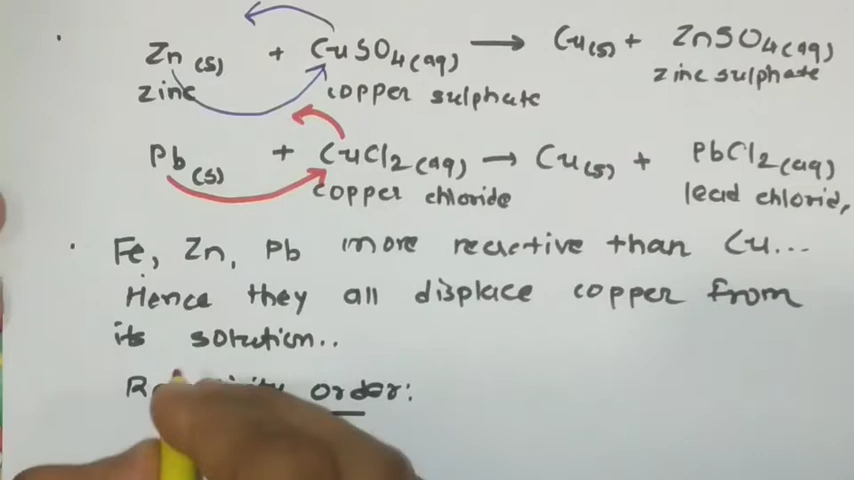 Zn(s) + CuSO4(aq) → Cu(s) + ZnSO4(aq)
zinc copper sulphate zinc sulphate
Pb(s) + CuCl2(aq) → Cu(s) + PbCl2(aq)
copper chloride lead chlorid,
Fe, Zn, Pb more reactive than Cu...
Hence they all displace copper from
its solution..
order: